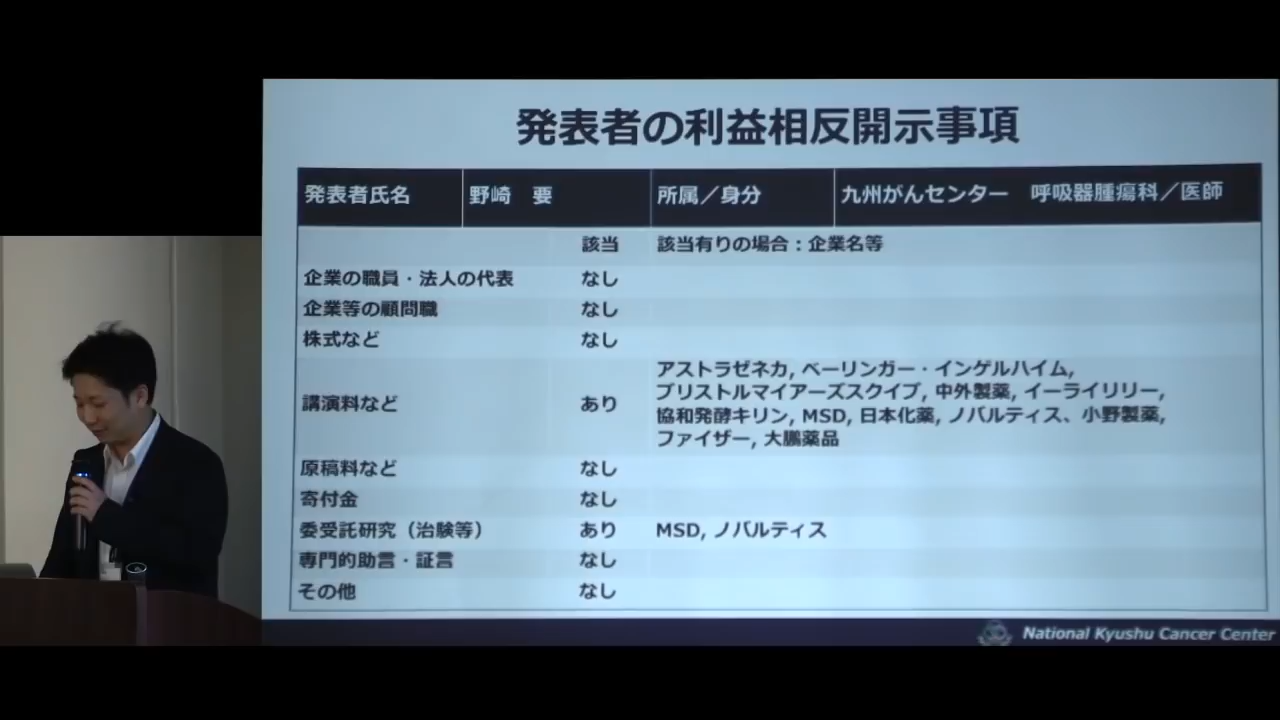 発表者の利益相反開示事項
発表者氏名 野崎 要 所属／身分 九州がんセンター 呼吸器腫瘍科／医師
該当 該当有りの場合：企業名等
企業の職員・法人の代表 なし
企業等の顧問職 なし
株式など なし
講演料など あり
アストラゼネカ, ベーリンガー・インゲルハイム,
ブリストルマイアーズスクイブ, 中外製薬, イーライリリー,
協和発酵キリン, MSD, 日本化薬, ノバルティス、小野製薬,
ファイザー, 大鵬薬品
原稿料など なし
寄付金 なし
委受託研究（治験等） あり MSD, ノバルティス
専門的助言・証言 なし
その他 なし
National Kyushu Cancer Center